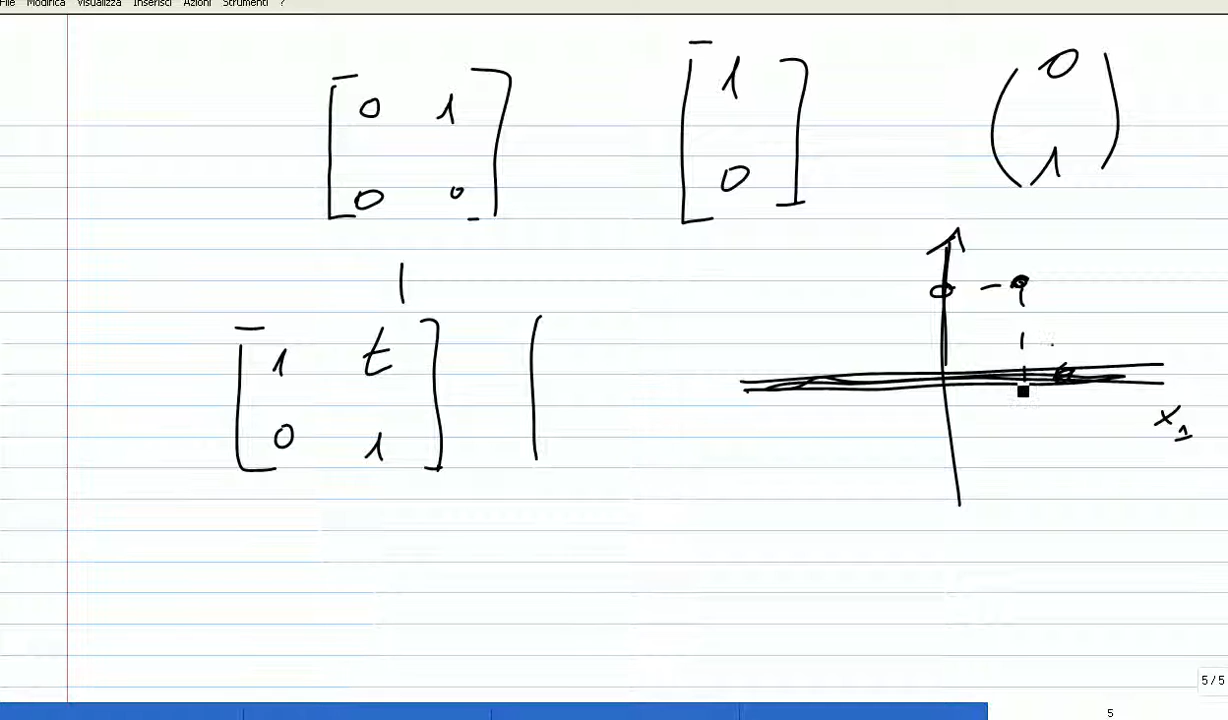 File Modifica Visualizza Inserisci Azioni Strumenti ?
0 1 1 0
0 0 0 1
1 t
0 1
x1
5/5
5